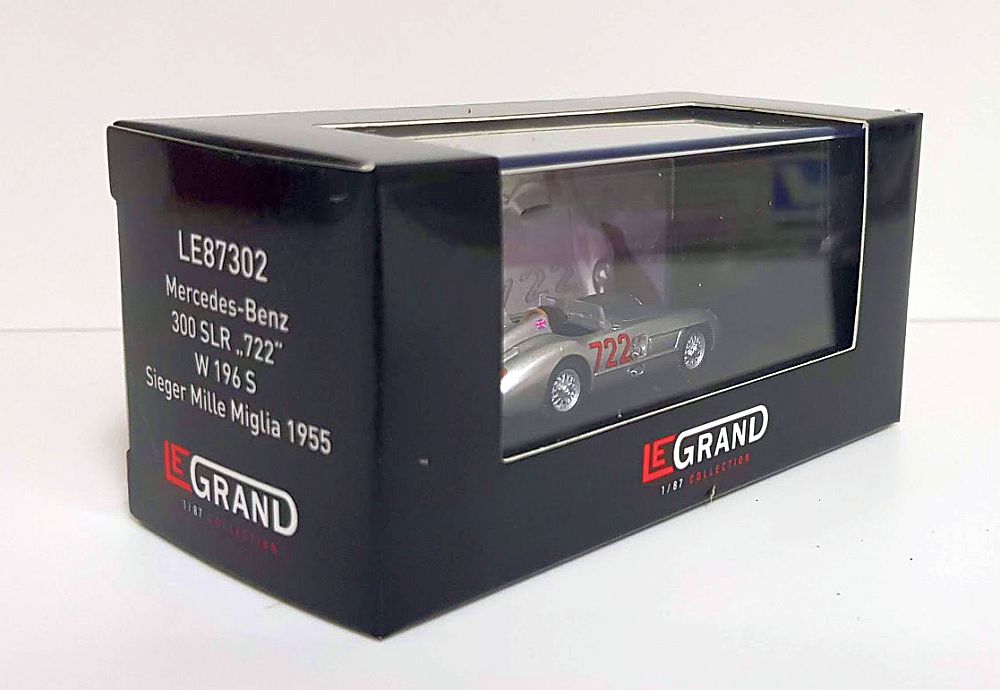 LE87302
Mercedes-Benz
300 SLR „722“
W 196 S
Sieger Mille Miglia 1955
LEGRAND
1/87 COLLECTION
722
722
LEGRAND
1/87 COLLECTION